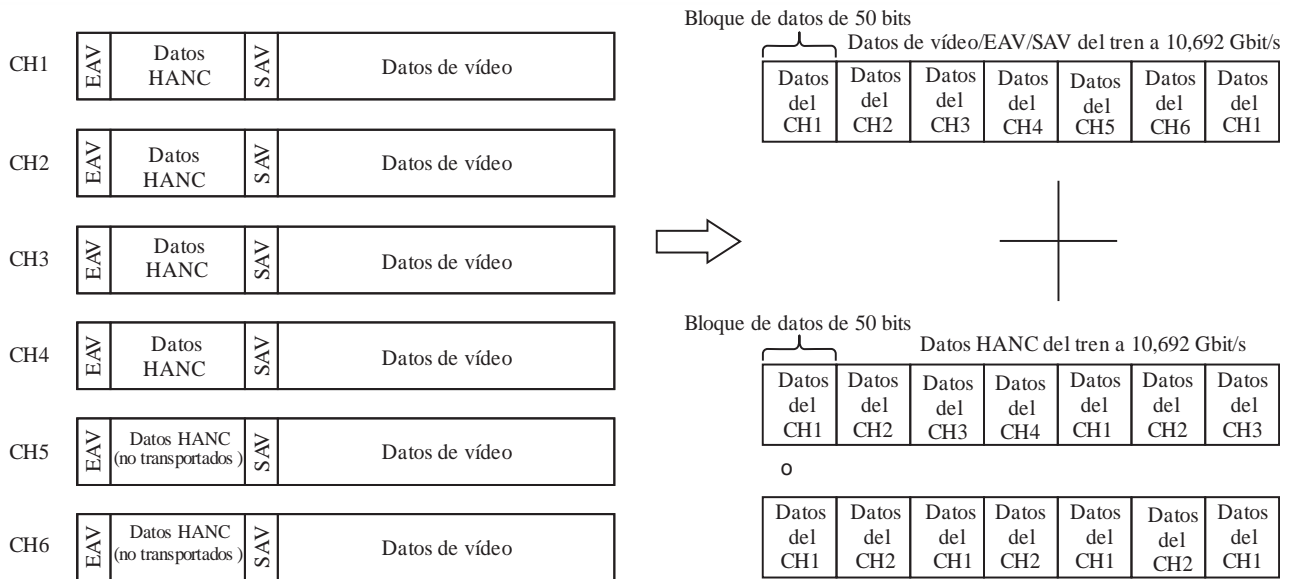 CH1
EAV
Datos
HANC
SAV
Datos de vídeo
CH2
EAV
Datos
HANC
SAV
Datos de vídeo
CH3
EAV
Datos
HANC
SAV
Datos de vídeo
CH4
EAV
Datos
HANC
SAV
Datos de vídeo
CH5
EAV
Datos HANC
(no transportados )
SAV
Datos de vídeo
CH6
EAV
Datos HANC
(no transportados )
SAV
Datos de vídeo
Bloque de datos de 50 bits
Datos de vídeo/EAV/SAV del tren a 10,692 Gbit/s
Datos
del
CH1
Datos
del
CH2
Datos
del
CH3
Datos
del
CH4
Datos
del
CH5
Datos
del
CH6
Datos
del
CH1
Bloque de datos de 50 bits
Datos HANC del tren a 10,692 Gbit/s
Datos
del
CH1
Datos
del
CH2
Datos
del
CH3
Datos
del
CH4
Datos
del
CH1
Datos
del
CH2
Datos
del
CH3
o
Datos
del
CH1
Datos
del
CH2
Datos
del
CH1
Datos
del
CH2
Datos
del
CH1
Datos
del
CH2
Datos
del
CH1